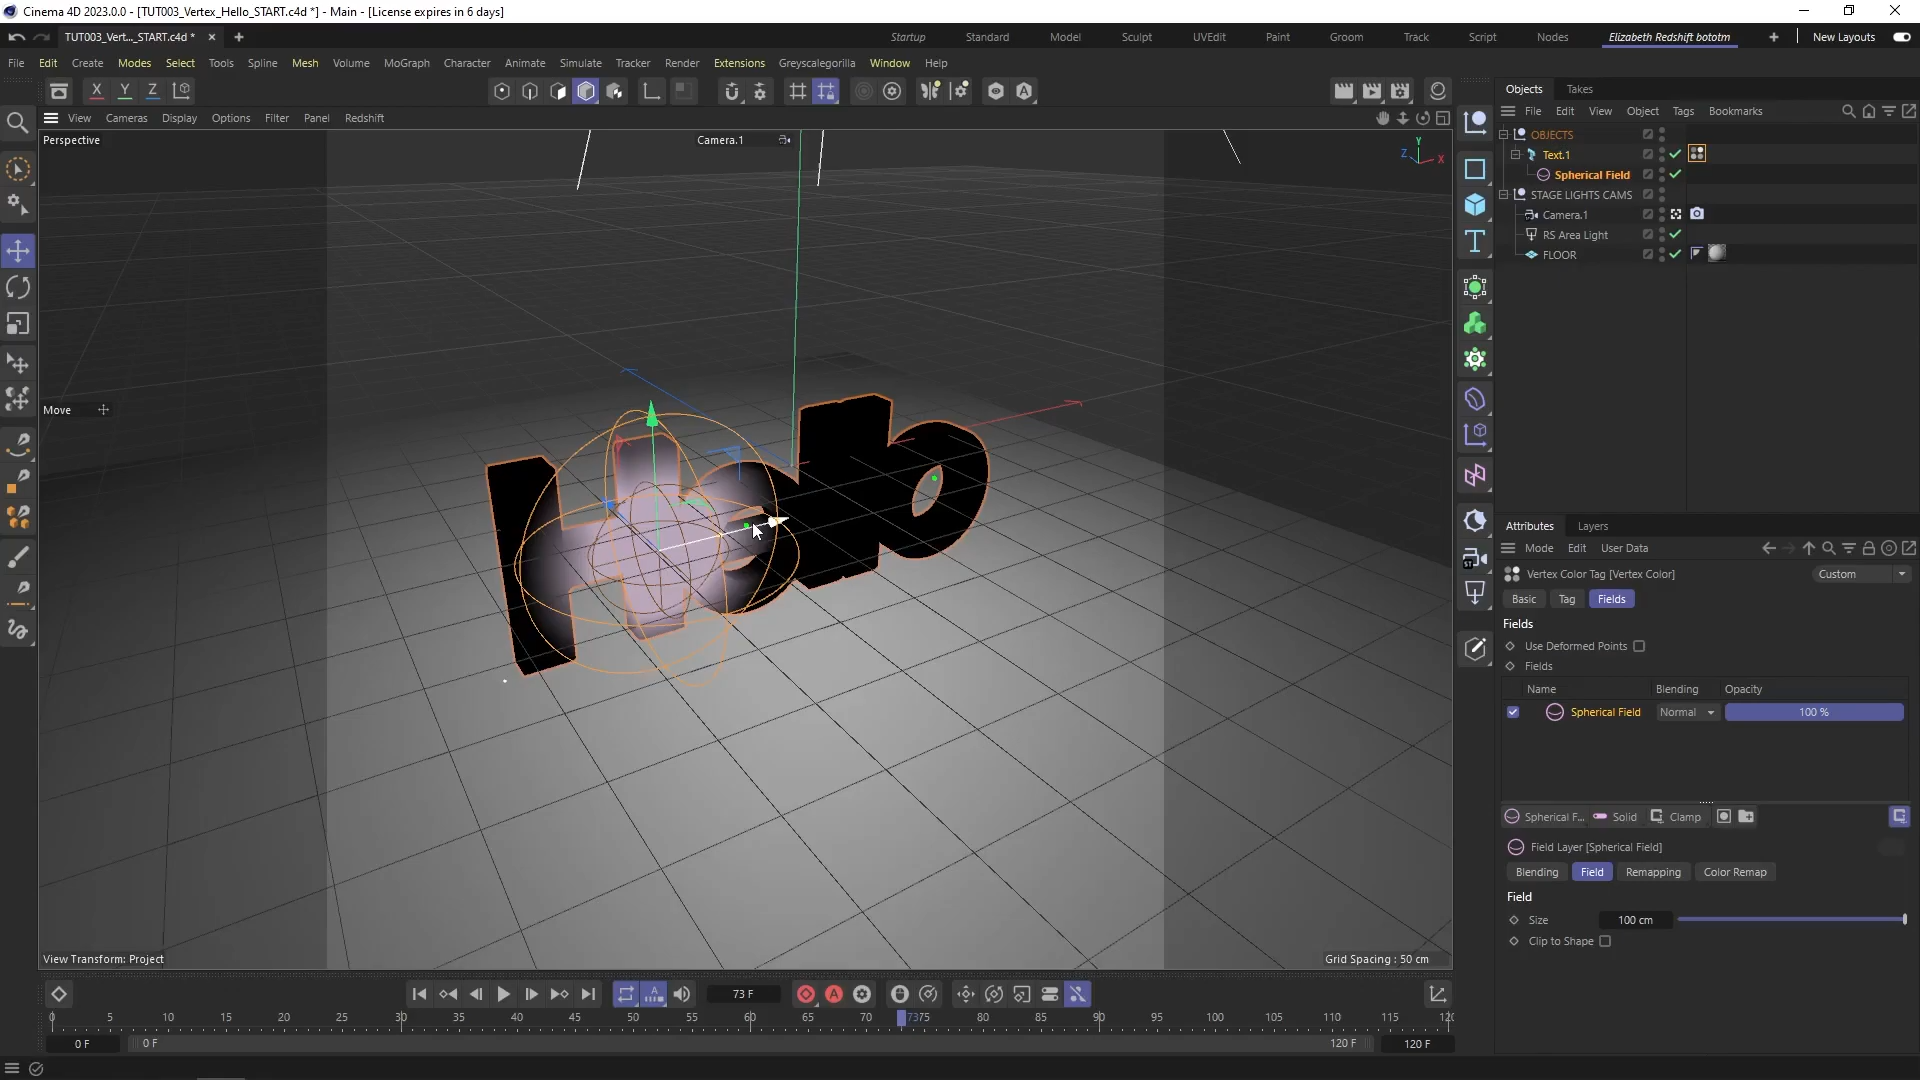 Cinema 4D 2023.0.0 - [TUT003_Vertex_Hello_START.c4d *] - Main - [License expires in 6 days]
TUT003_Vert..._START.c4d *
Startup Standard Model Sculpt UVEdit Paint Groom Track Script Nodes Elizabeth Redshift bototm New Layouts
File Edit Create Modes Select Tools Spline Mesh Volume MoGraph Character Animate Simulate Tracker Render Extensions Greyscalegorilla Window Help
X Y Z
View Cameras Display Options Filter Panel Redshift
Perspective
Camera.1
Y
Z
X
Move
View Transform: Project
Grid Spacing : 50 cm
Objects Takes
File Edit View Object Tags Bookmarks
OBJECTS
Text.1
Spherical Field
STAGE LIGHTS CAMS
Camera.1
RS Area Light
FLOOR
Attributes Layers
Mode Edit User Data
Vertex Color Tag [Vertex Color]
Custom
Basic Tag Fields
Fields
Use Deformed Points
Fields
Name Blending Opacity
Spherical Field Normal 100 %
Spherical F... Solid Clamp
Field Layer [Spherical Field]
Blending Field Remapping Color Remap
Field
Size 100 cm
Clip to Shape
73 F
0 5 10 15 20 25 30 35 40 45 50 55 60 65 70 7375 80 85 90 95 100 105 110 115 120
0 F
0 F
120 F
120 F